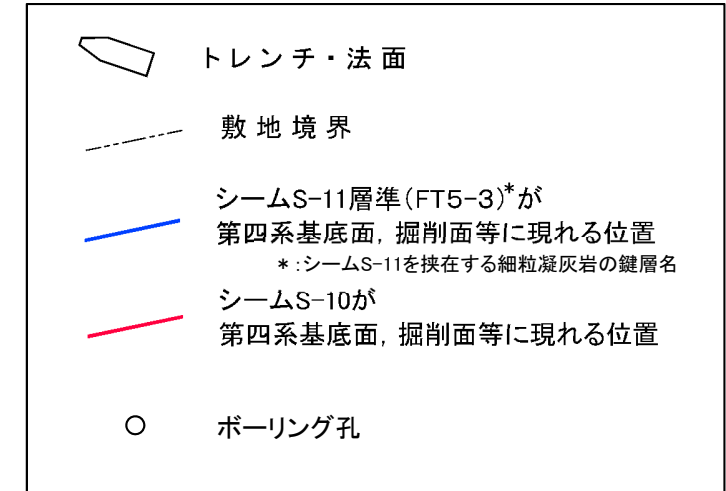 トレンチ・法面
敷地境界
シームS-11層準(FT5-3)*が
第四系基底面,掘削面等に現れる位置
*:シームS-11を挟在する細粒凝灰岩の鍵層名
シームS-10が
第四系基底面,掘削面等に現れる位置
ボーリング孔